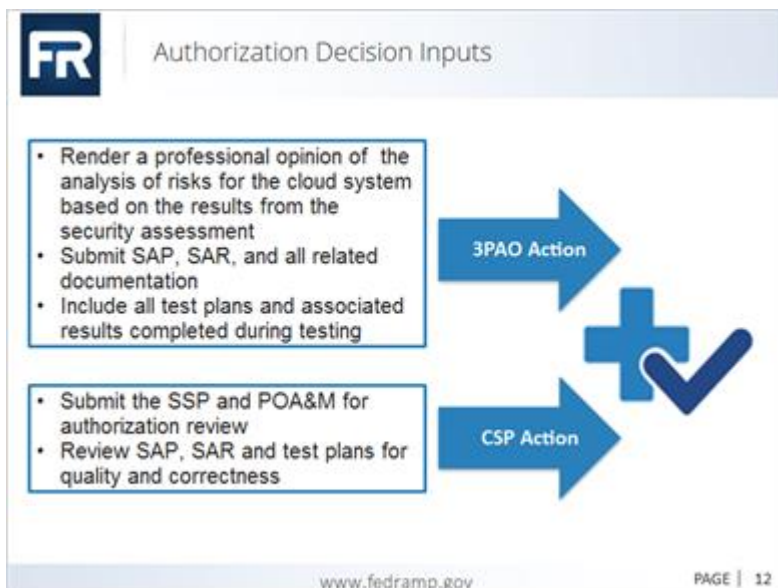 FR
Authorization Decision Inputs
• Render a professional opinion of the
analysis of risks for the cloud system
based on the results from the
security assessment
• Submit SAP, SAR, and all related
documentation
• Include all test plans and associated
results completed during testing
3PAO Action
• Submit the SSP and POA&M for
authorization review
• Review SAP, SAR and test plans for
quality and correctness
CSP Action
www.fedramp.gov
PAGE | 12